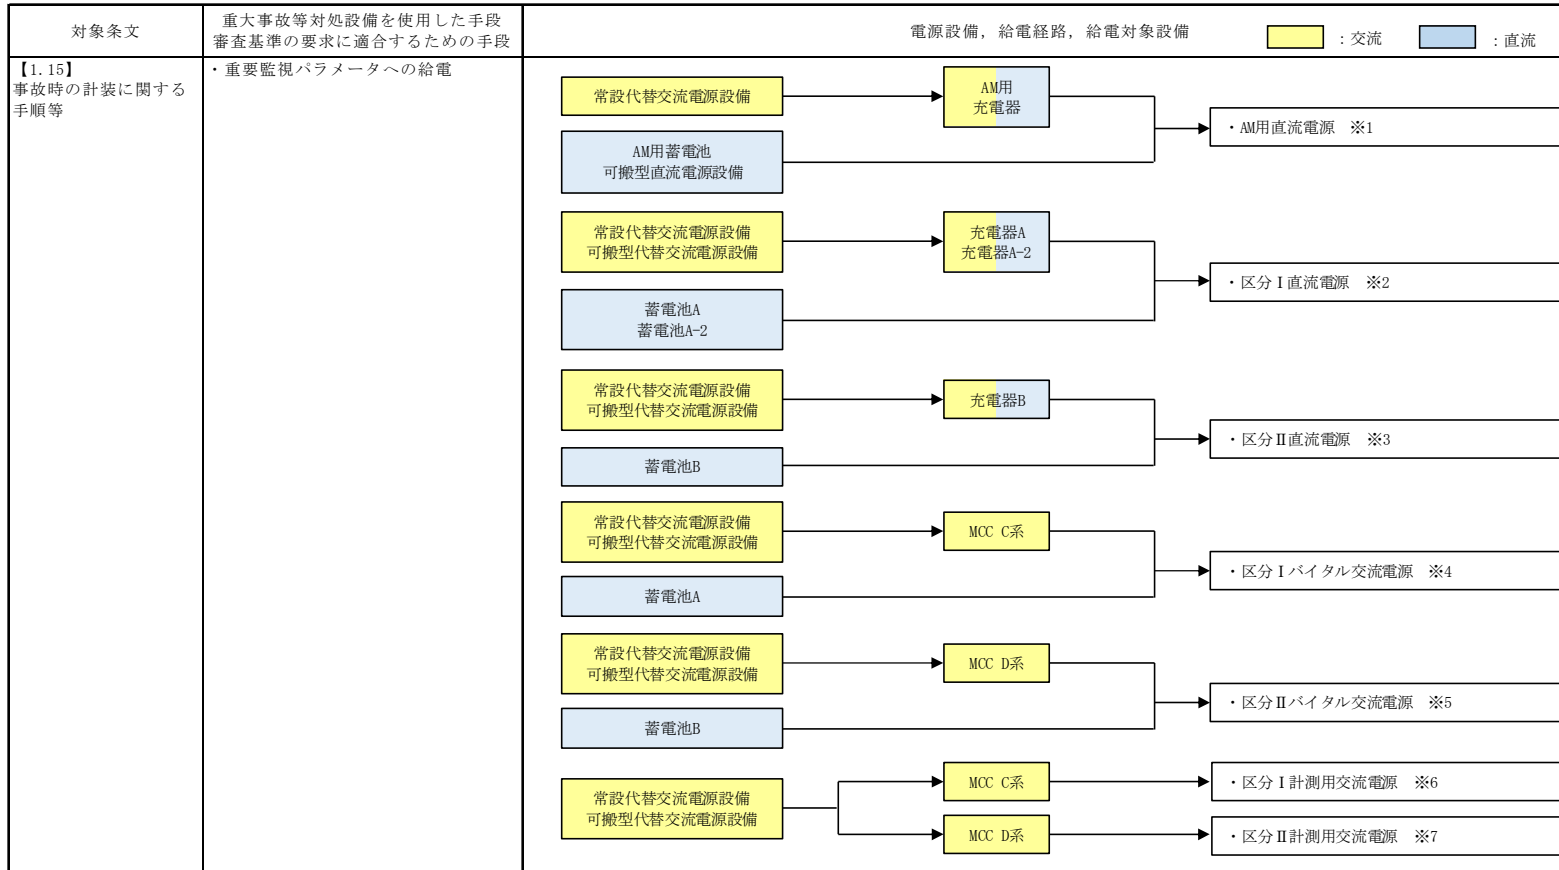 対象条文
重大事故等対処設備を使用した手段
審査基準の要求に適合するための手段
電源設備，給電経路，給電対象設備
：交流
：直流
【1.15】
事故時の計装に関する
手順等
・重要監視パラメータへの給電
常設代替交流電源設備
AM用
充電器
AM用蓄電池
可搬型直流電源設備
・AM用直流電源　※1
常設代替交流電源設備
可搬型代替交流電源設備
充電器A
充電器A-2
蓄電池A
蓄電池A-2
・区分Ⅰ直流電源　※2
常設代替交流電源設備
可搬型代替交流電源設備
充電器B
蓄電池B
・区分Ⅱ直流電源　※3
常設代替交流電源設備
可搬型代替交流電源設備
MCC C系
蓄電池A
・区分Ⅰバイタル交流電源　※4
常設代替交流電源設備
可搬型代替交流電源設備
MCC D系
蓄電池B
・区分Ⅱバイタル交流電源　※5
常設代替交流電源設備
可搬型代替交流電源設備
MCC C系
・区分Ⅰ計測用交流電源　※6
MCC D系
・区分Ⅱ計測用交流電源　※7